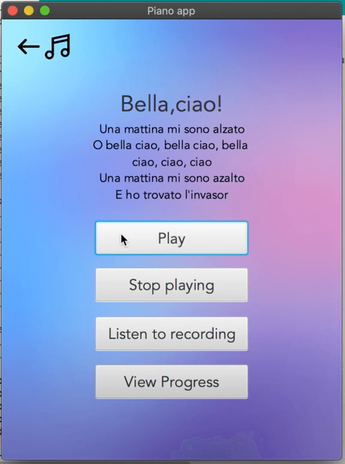 Piano app
Bella,ciao!
Una mattina mi sono alzato
O bella ciao, bella ciao, bella
ciao, ciao, ciao
Una mattina mi sono azalto
E ho trovato l'invasor
Play
Stop playing
Listen to recording
View Progress